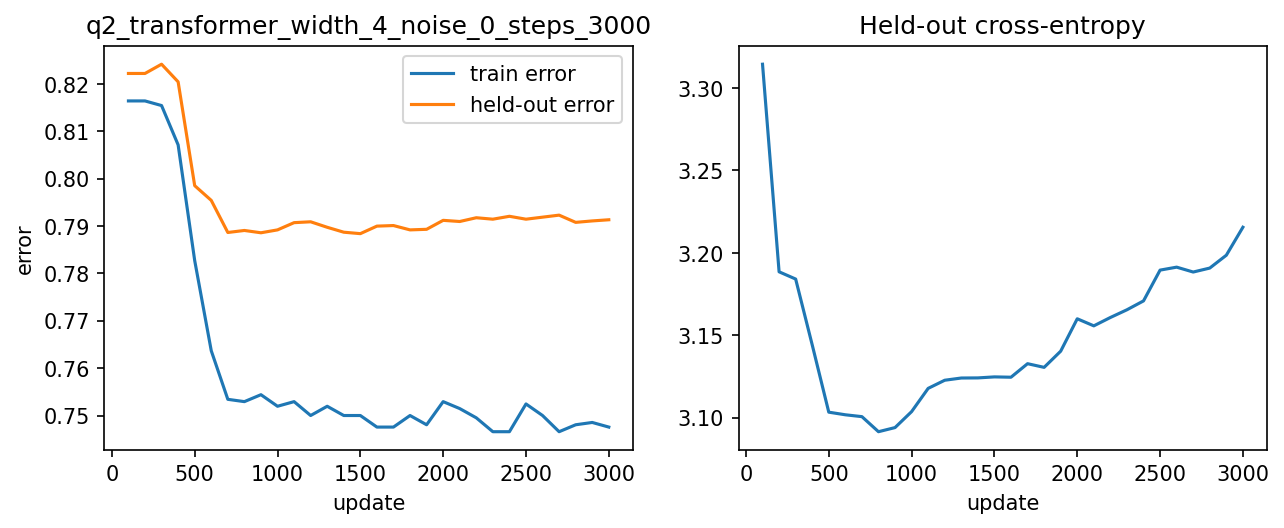 q2_transformer_width_4_noise_0_steps_3000
train error
held-out error
0.82
0.81
0.80
0.79
0.78
0.77
0.76
0.75
error
0 500 1000 1500 2000 2500 3000
update
Held-out cross-entropy
3.30
3.25
3.20
3.15
3.10
0 500 1000 1500 2000 2500 3000
update